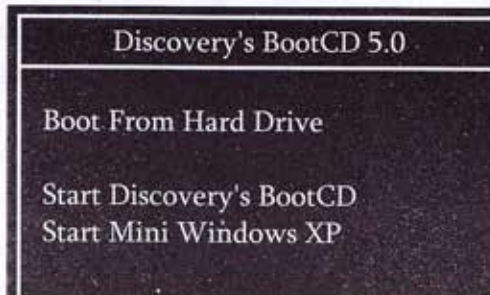 Discovery's BootCD 5.0
Boot From Hard Drive
Start Discovery's BootCD
Start Mini Windows XP